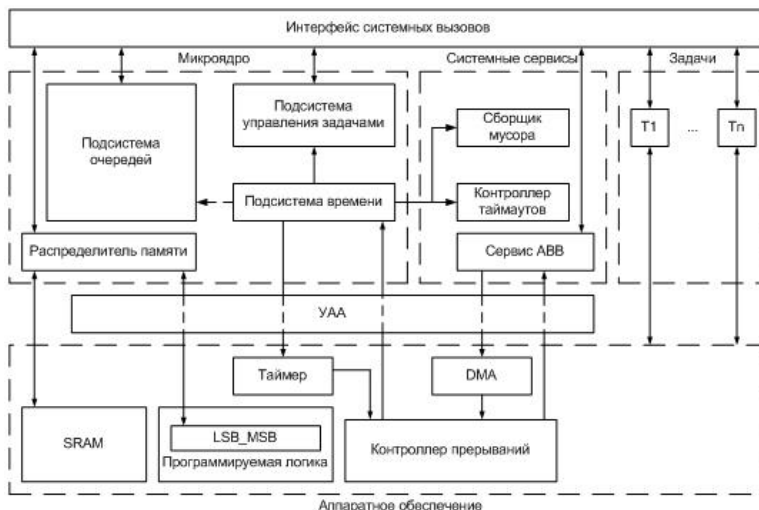 Интерфейс системных вызовов
Микроядро
Системные сервисы
Задачи
Подсистема
очередей
Подсистема
управления задачами
Сборщик
мусора
T1
...
Tn
Подсистема времени
Контроллер
таймаутов
Распределитель памяти
Сервис АВВ
УАА
Таймер
DMA
SRAM
LSB_MSB
Программируемая логика
Контроллер прерываний
Аппаратное обеспечение